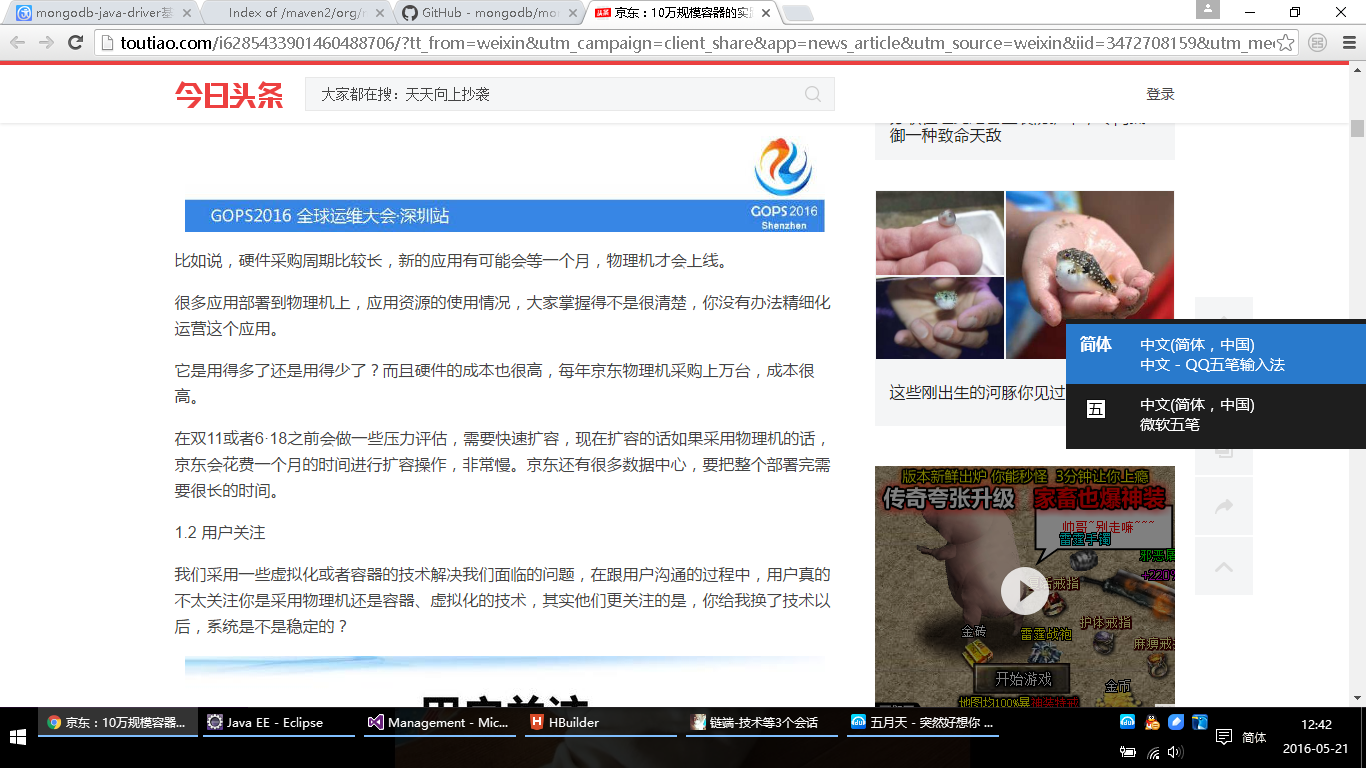 mongodb-java-driver基
Index of /maven2/org/
GitHub - mongodb/mo
头条 京东：10万规模容器的实
toutiao.com/i6285433901460488706/?tt_from=weixin&utm_campaign=client_share&app=news_article&utm_source=weixin&iid=3472708159&utm_me
今日头条
大家都在搜：天天向上抄袭
登录
GOPS2016 全球运维大会·深圳站
GOPS 2016
Shenzhen
比如说，硬件采购周期比较长，新的应用有可能会等一个月，物理机才会上线。
很多应用部署到物理机上，应用资源的使用情况，大家掌握得不是很清楚，你没有办法精细化
运营这个应用。
它是用得多了还是用得少了？而且硬件的成本也很高，每年京东物理机采购上万台，成本很
高。
在双11或者6·18之前会做一些压力评估，需要快速扩容，现在扩容的话如果采用物理机的话，
京东会花费一个月的时间进行扩容操作，非常慢。京东还有很多数据中心，要把整个部署完需
要很长的时间。
1.2 用户关注
我们采用一些虚拟化或者容器的技术解决我们面临的问题，在跟用户沟通的过程中，用户真的
不太关注你是采用物理机还是容器、虚拟化的技术，其实他们更关注的是，你给我换了技术以
后，系统是不是稳定的？
用户关注
御一种致命天敌
这些刚出生的河豚你见过
简体 中文(简体，中国)
中文 - QQ五笔输入法
五 中文(简体，中国)
微软五笔
版本新鲜出炉 你能秒怪 3分钟让你上瘾
传奇夸张升级 家畜也爆神装
帅哥~别走嘛~~~
雷霆手镯
邪恶
+220
复活戒指
护体戒指
金砖
雷霆战袍
麻痹戒
开始游戏
金币
地图均100%爆
京东：10万规模容器...
Java EE - Eclipse
Management - Mic...
HBuilder
链端-技术等3个会话
五月天 - 突然好想你 ...
简体
12:42
2016-05-21